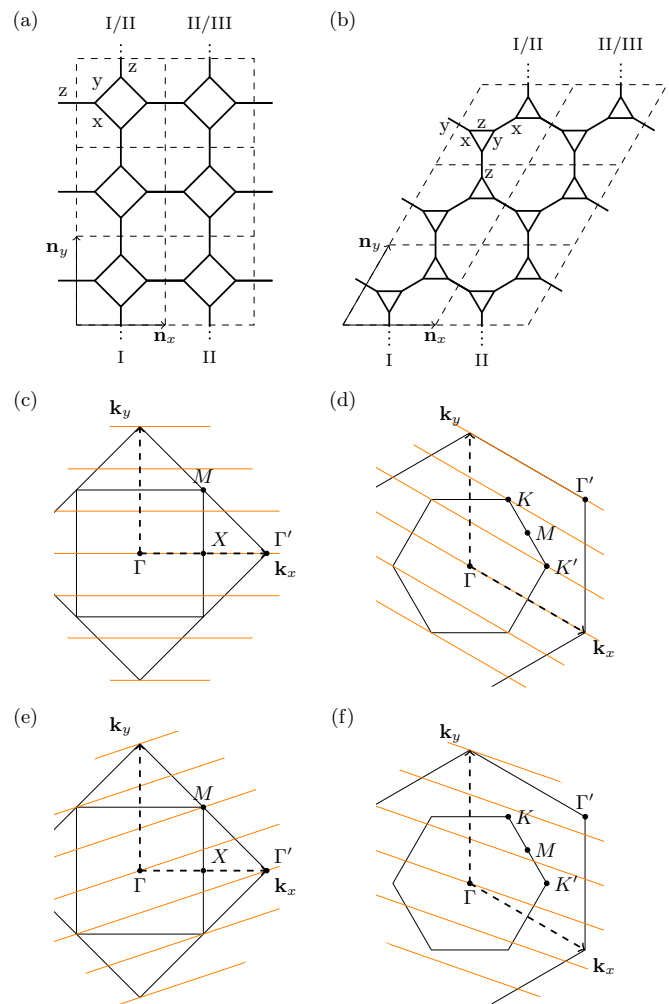 (a)
I/II
II/III
z
y
z
x
n_y
n_x
I
II
(b)
I/II
II/III
y
z
x
x
y
z
n_y
n_x
I
II
(c)
k_y
M
X
Γ′
Γ
k_x
(d)
k_y
Γ′
K
M
K′
Γ
k_x
(e)
k_y
M
X
Γ′
Γ
k_x
(f)
k_y
Γ′
K
M
K′
Γ
k_x